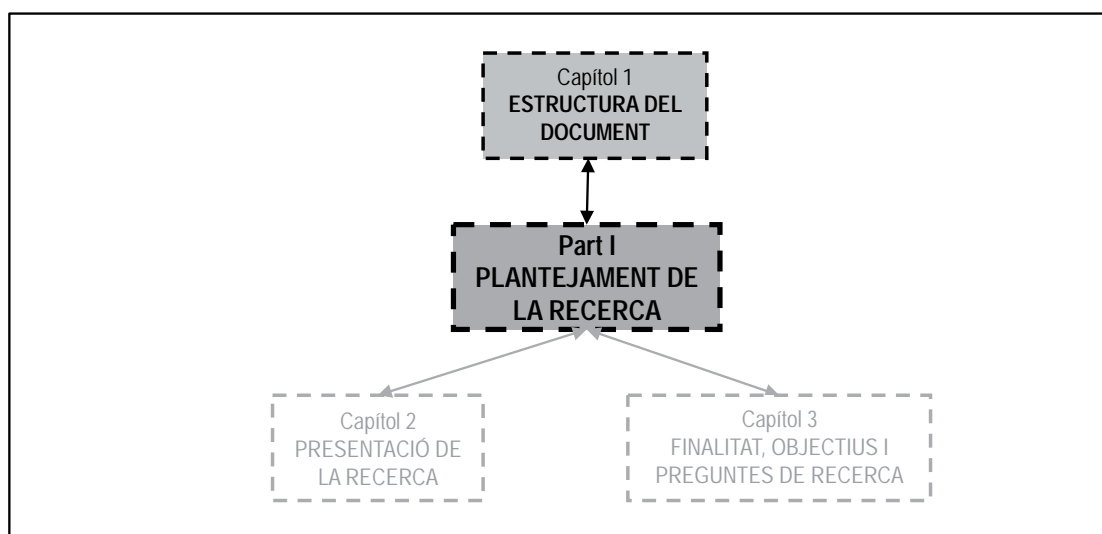 Capítol 1
ESTRUCTURA DEL
DOCUMENT
Part I
PLANTEJAMENT DE
LA RECERCA
Capítol 2
PRESENTACIÓ DE
LA RECERCA
Capítol 3
FINALITAT, OBJECTIUS I
PREGUNTES DE RECERCA